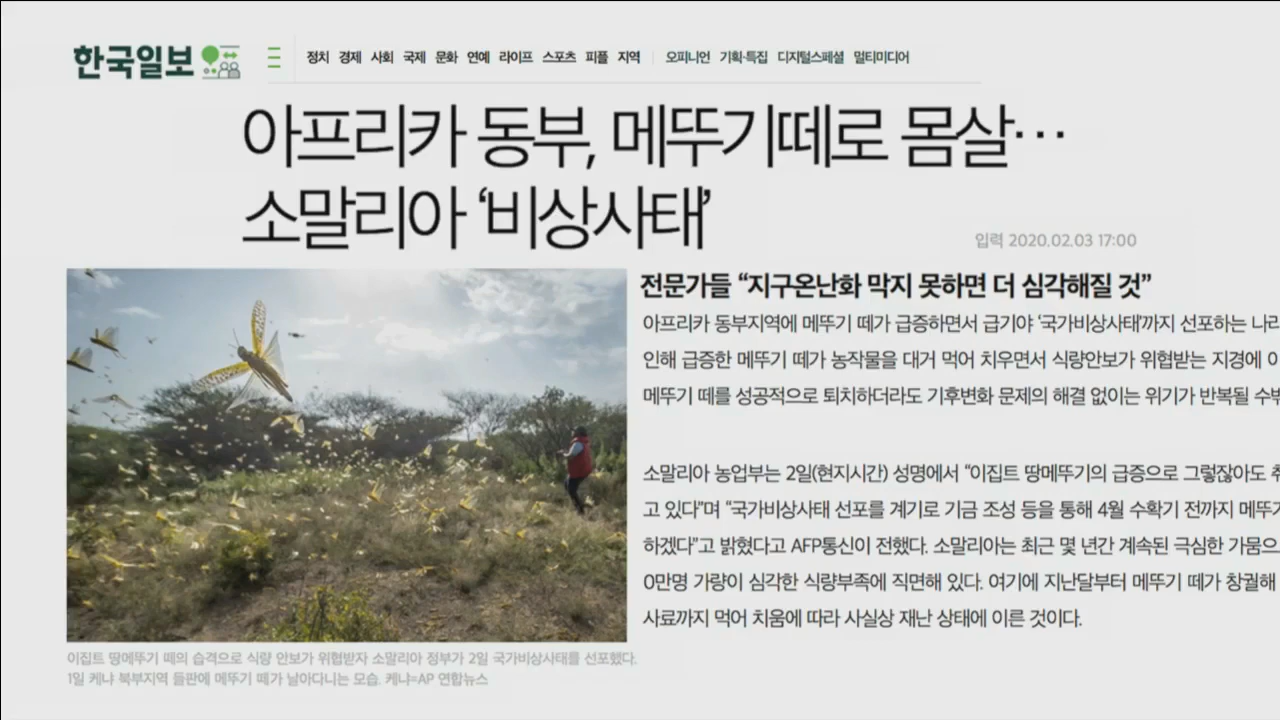 한국일보
정치 경제 사회 국제 문화 연예 라이프 스포츠 피플 지역 오피니언 기획·특집 디지털스페셜 멀티미디어
아프리카 동부, 메뚜기떼로 몸살…
소말리아 ‘비상사태’
입력 2020.02.03 17:00
전문가들 “지구온난화 막지 못하면 더 심각해질 것”
아프리카 동부지역에 메뚜기 떼가 급증하면서 급기야 ‘국가비상사태’까지 선포하는 나라
인해 급증한 메뚜기 떼가 농작물을 대거 먹어 치우면서 식량안보가 위협받는 지경에 이
메뚜기 떼를 성공적으로 퇴치하더라도 기후변화 문제의 해결 없이는 위기가 반복될 수밖
소말리아 농업부는 2일(현지시간) 성명에서 “이집트 땅메뚜기의 급증으로 그렇잖아도 취
고 있다”며 “국가비상사태 선포를 계기로 기금 조성 등을 통해 4월 수확기 전까지 메뚜기
하겠다”고 밝혔다고 AFP통신이 전했다. 소말리아는 최근 몇 년간 계속된 극심한 가뭄으
0만명 가량이 심각한 식량부족에 직면해 있다. 여기에 지난달부터 메뚜기 떼가 창궐해
사료까지 먹어 치움에 따라 사실상 재난 상태에 이른 것이다.
이집트 땅메뚜기 떼의 습격으로 식량 안보가 위협받자 소말리아 정부가 2일 국가비상사태를 선포했다.
1일 케냐 북부지역 들판에 메뚜기 떼가 날아다니는 모습. 케냐=AP 연합뉴스